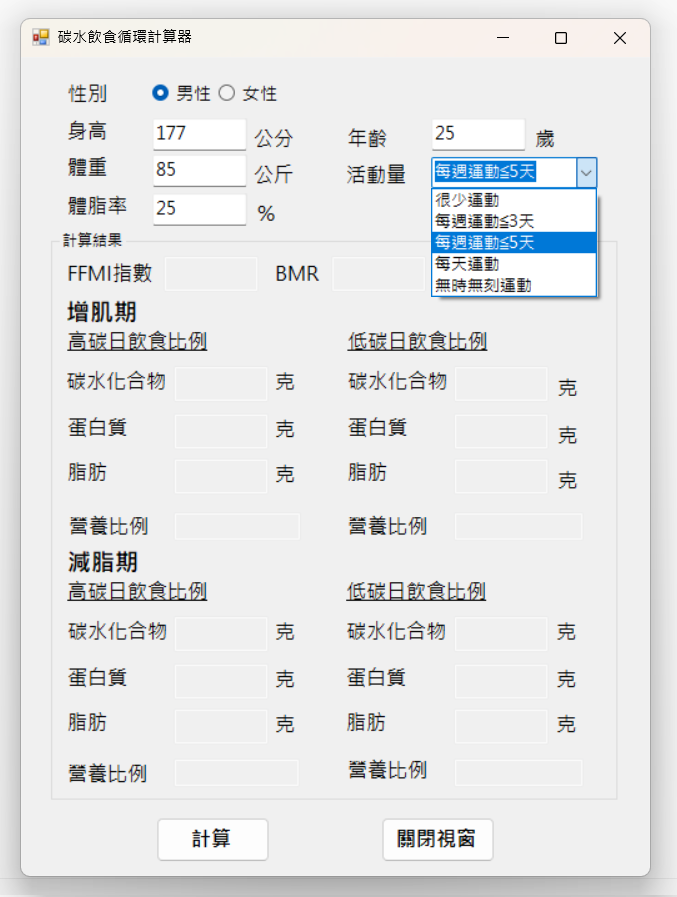 碳水飲食循環計算器
性別 男性 女性
身高 177 公分 年齡 25 歲
體重 85 公斤 活動量 每週運動≦5天
體脂率 25 %
很少運動
每週運動≦3天
每週運動≦5天
每天運動
無時無刻運動
計算結果
FFMI指數 BMR
增肌期
高碳日飲食比例 低碳日飲食比例
碳水化合物 克 碳水化合物 克
蛋白質 克 蛋白質 克
脂肪 克 脂肪 克
營養比例 營養比例
減脂期
高碳日飲食比例 低碳日飲食比例
碳水化合物 克 碳水化合物 克
蛋白質 克 蛋白質 克
脂肪 克 脂肪 克
營養比例 營養比例
計算 關閉視窗